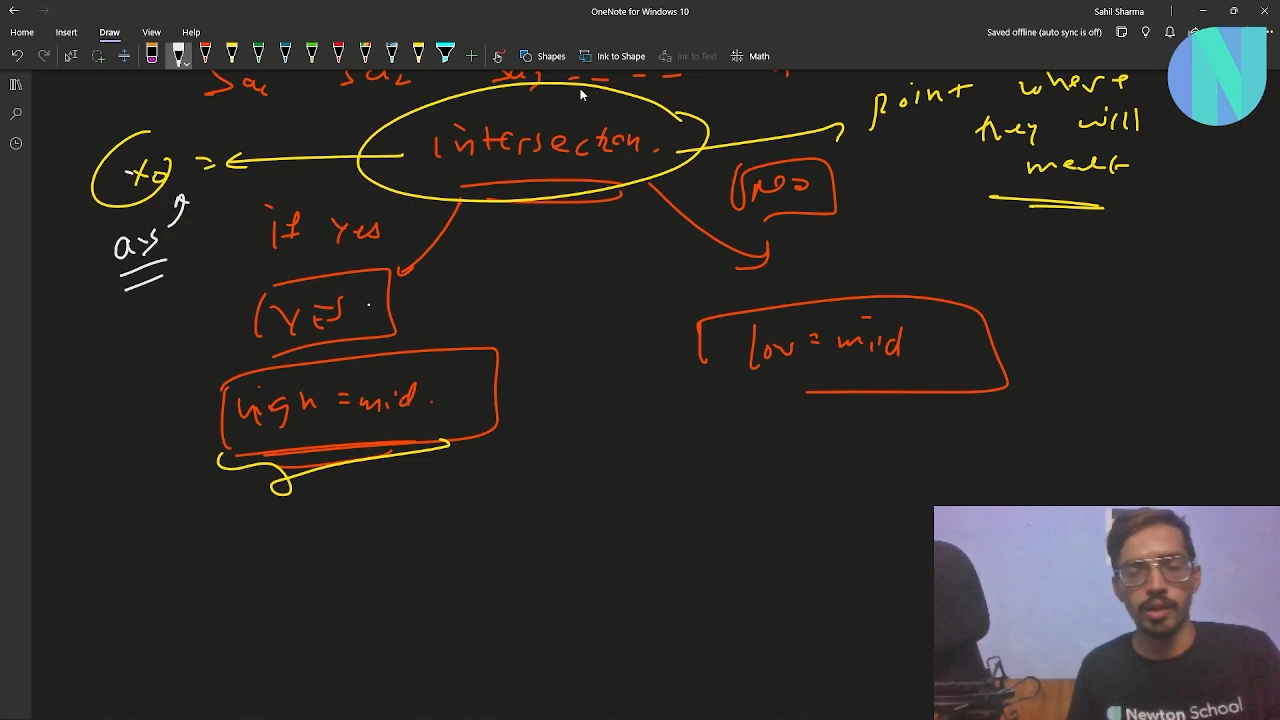 OneNote for Windows 10
Sahil Sharma
Home Insert Draw View Help
Saved offline (auto sync is off)
Shapes Ink to Shape Ink to Text Math
point where
they will
meet
intersection.
x0 =
ans
NO
if Yes
YES
low = mid
high = mid.
Newton School